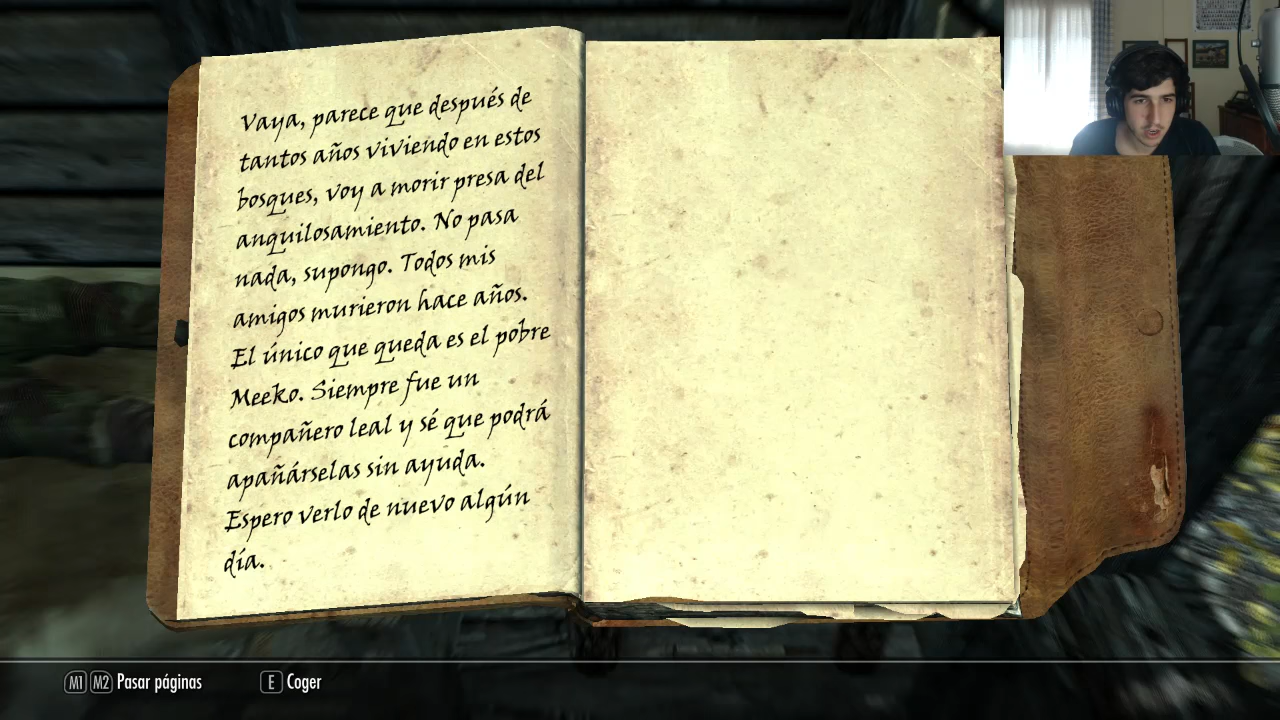 Vaya, parece que después de
tantos años viviendo en estos
bosques, voy a morir presa del
anquilosamiento. No pasa
nada, supongo. Todos mis
amigos murieron hace años.
El único que queda es el pobre
Meeko. Siempre fue un
compañero leal y sé que podrá
apañárselas sin ayuda.
Espero verlo de nuevo algún
día.
M1 M2 Pasar páginas
E Coger